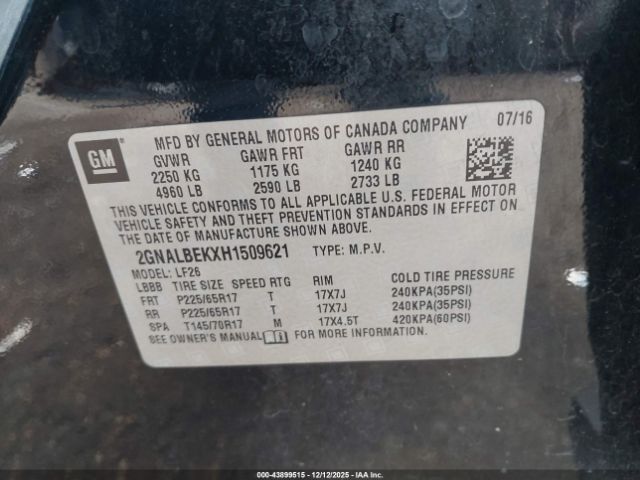 MFD BY GENERAL MOTORS OF CANADA COMPANY 07/16
GM
GVWR GAWR FRT GAWR RR
2250 KG 1175 KG 1240 KG
4960 LB 2590 LB 2733 LB
THIS VEHICLE CONFORMS TO ALL APPLICABLE U.S. FEDERAL MOTOR
VEHICLE SAFETY AND THEFT PREVENTION STANDARDS IN EFFECT ON
THE DATE OF MANUFACTURE SHOWN ABOVE.
2GNALBEKXH1509621 TYPE: M.P.V.
MODEL: LF26
LBBB TIRE SIZE SPEED RTG RIM COLD TIRE PRESSURE
FRT P225/65R17 T 17X7J 240KPA(35PSI)
RR P225/65R17 T 17X7J 240KPA(35PSI)
SPA T145/70R17 M 17X4.5T 420KPA(60PSI)
SEE OWNER'S MANUAL FOR MORE INFORMATION.
000-43899515 - 12/12/2025 - IAAI.COM